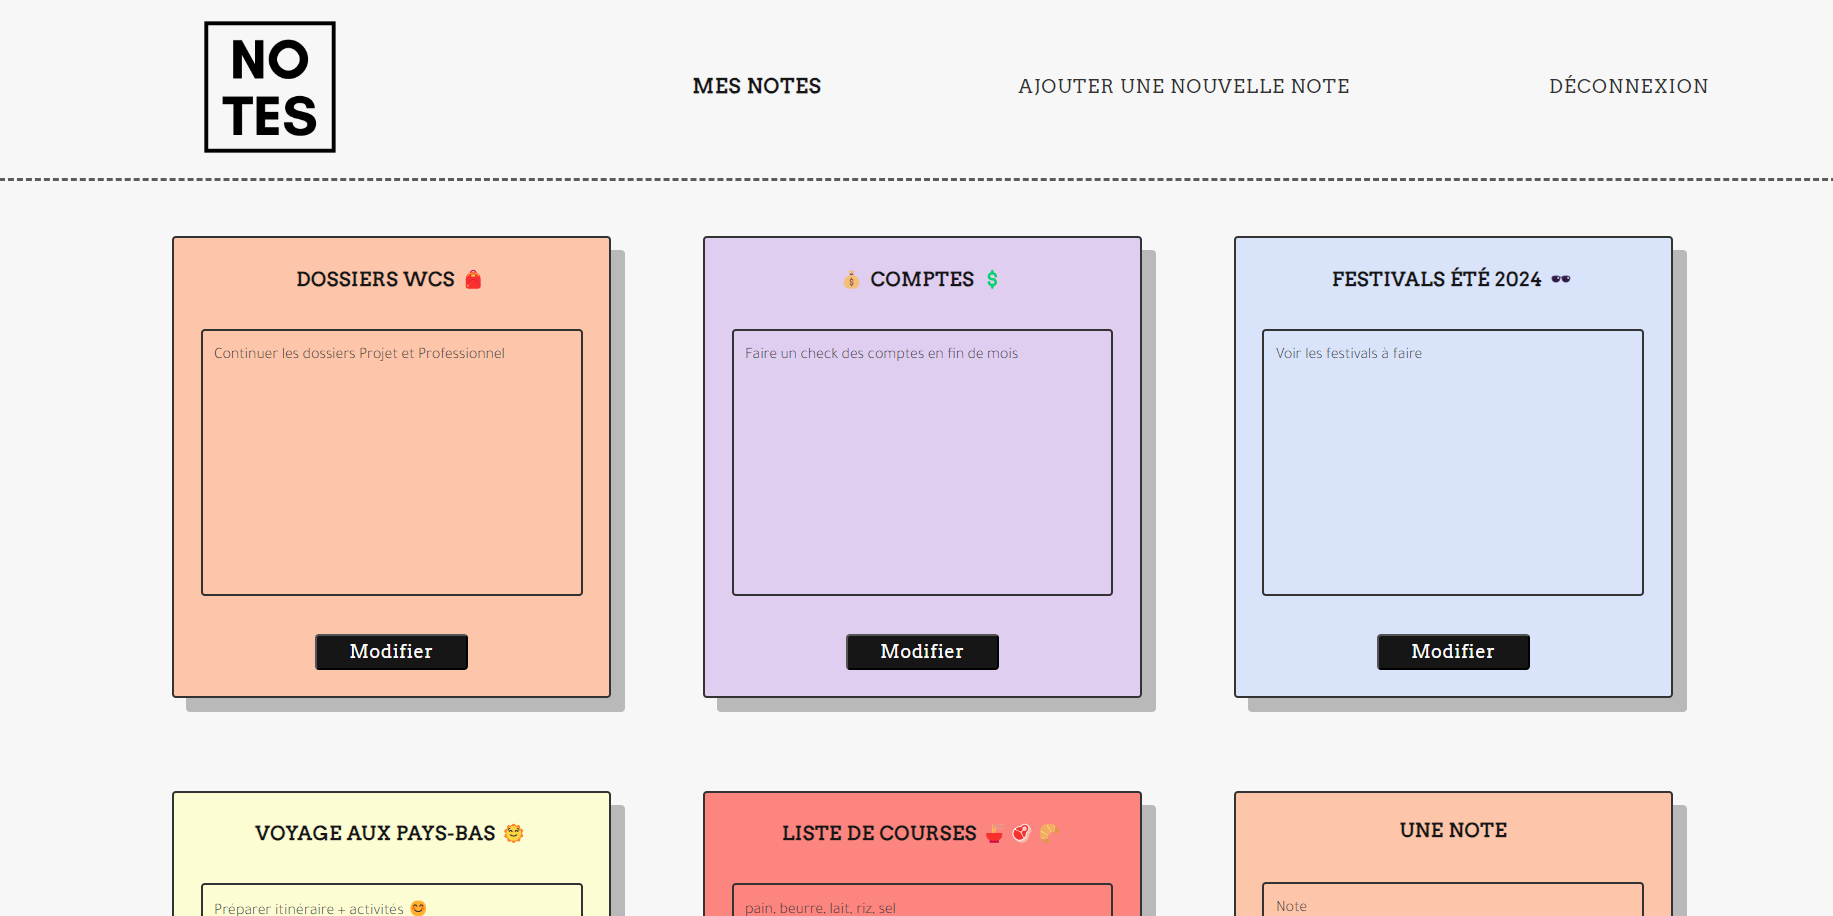 NO
TES
MES NOTES
AJOUTER UNE NOUVELLE NOTE
DÉCONNEXION
DOSSIERS WCS 🎒
💰 COMPTES 💲
FESTIVALS ÉTÉ 2024 🕶️
Continuer les dossiers Projet et Professionnel
Faire un check des comptes en fin de mois
Voir les festivals à faire
Modifier
Modifier
Modifier
VOYAGE AUX PAYS-BAS 🌞
LISTE DE COURSES 🍜 🥩 🥐
UNE NOTE
Préparer itinéraire + activités 😊
pain, beurre, lait, riz, sel
Note